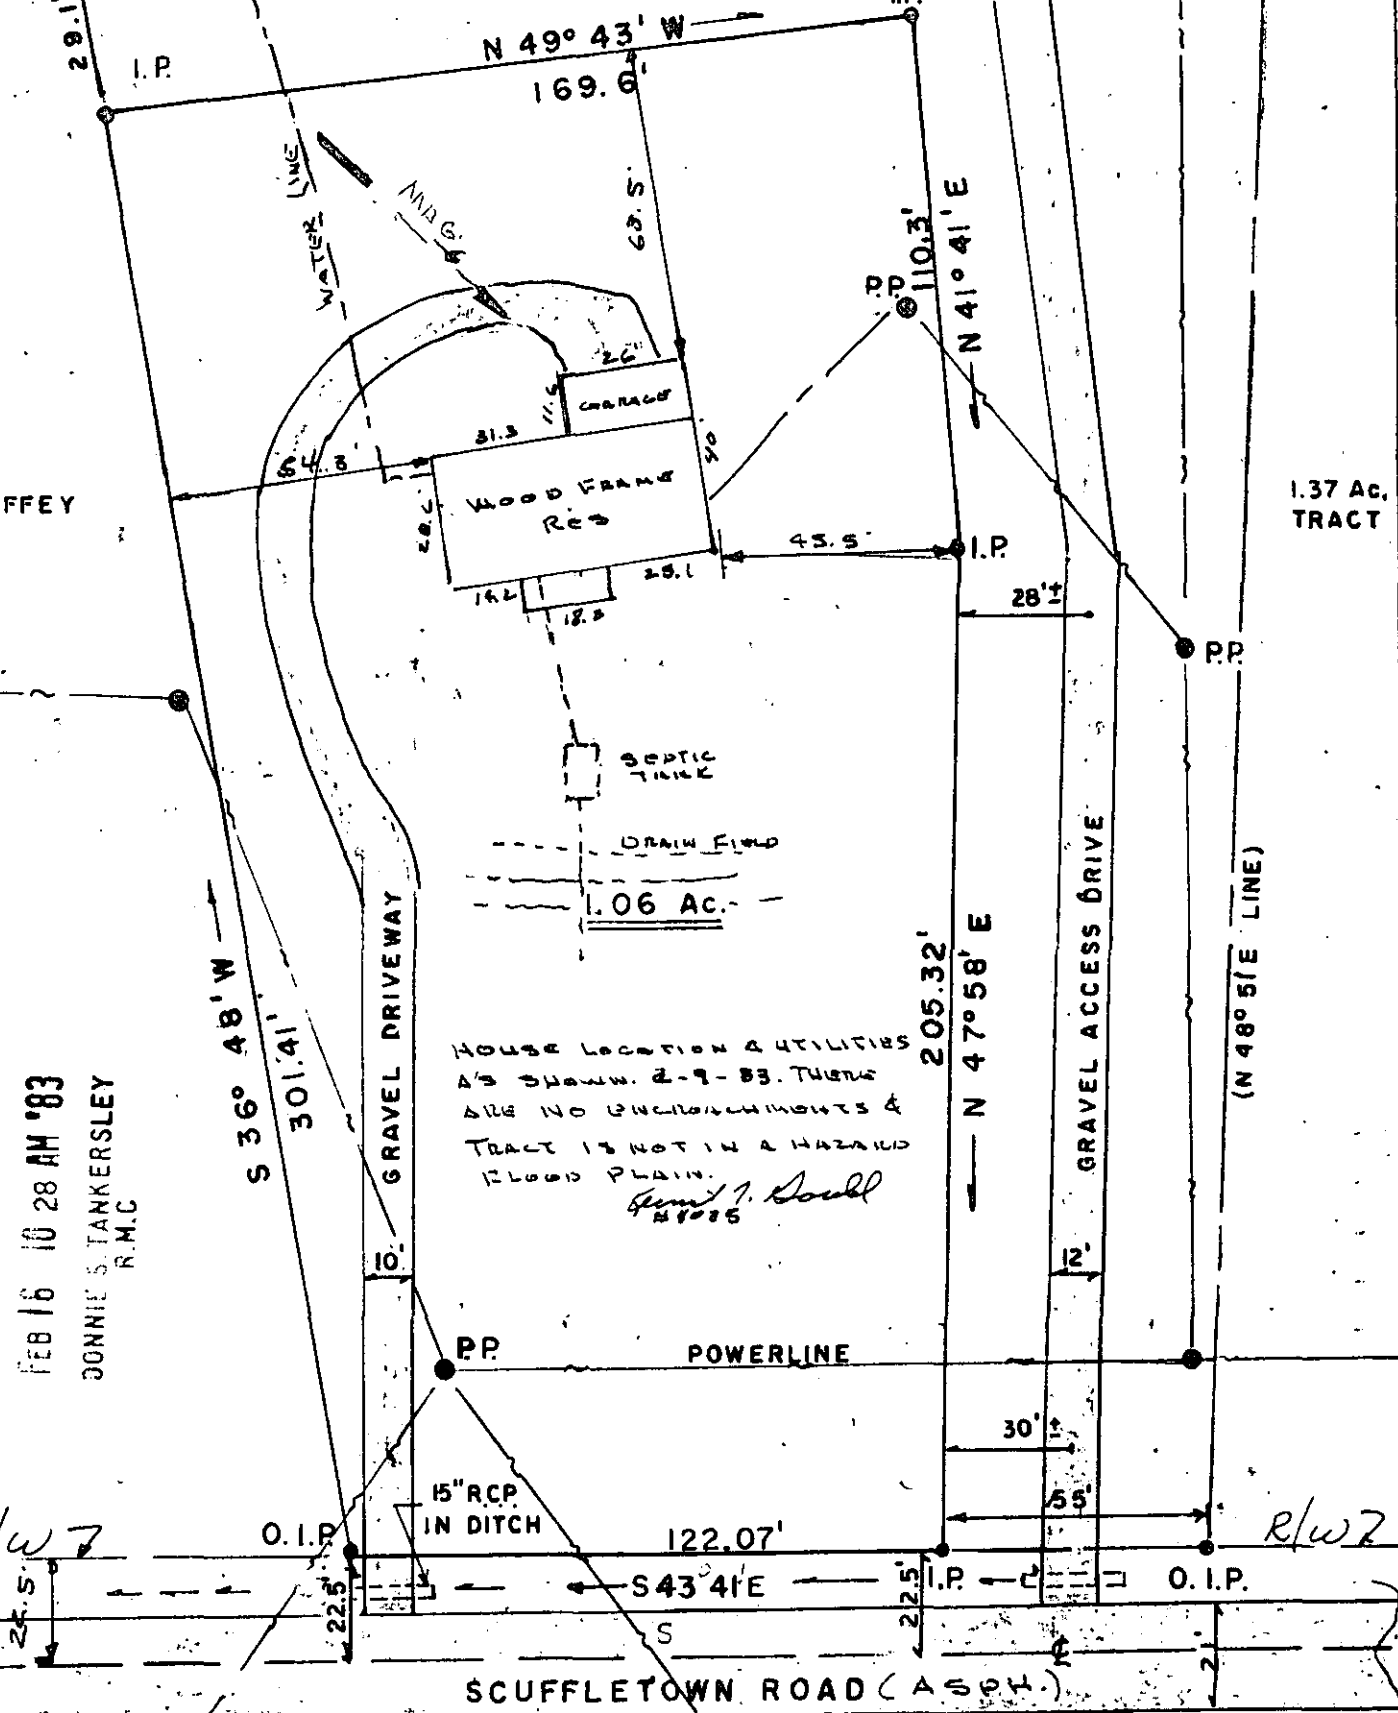 29.1'
I.P.
N 49° 43' W
169.6'
WATER LINE
MAG.
63.5'
110.3'
N 41° 41' E
P.P.
26'
11.6
GARAGE
31.3
40
WOOD FRAME
RES
FFEY
1.37 Ac.
TRACT
45.5'
I.P.
25.1
28'±
18.3
P.P.
SEPTIC
TANK
DRAIN FIELD
1.06 Ac.
GRAVEL DRIVEWAY
S 36° 48' W
301.41'
205.32'
N 47° 58' E
GRAVEL ACCESS DRIVE
(N 48° 51' E LINE)
HOUSE LOCATION & UTILITIES
AS SHOWN. 2-9-83. THERE
ARE NO ENCROACHMENTS &
TRACT IS NOT IN A HAZARD
FLOOD PLAIN.
FEB 16 10 28 AM '83
DONNIE S. TANKERSLEY
R.M.C
10'
12'
P.P.
POWERLINE
30'±
55'
15" R.C.P.
IN DITCH
R/W
O.I.P.
122.07'
R/W
22.5'
S 43 41' E
I.P.
22.5'
O.I.P.
S
SCUFFLETOWN ROAD (ASPH.)